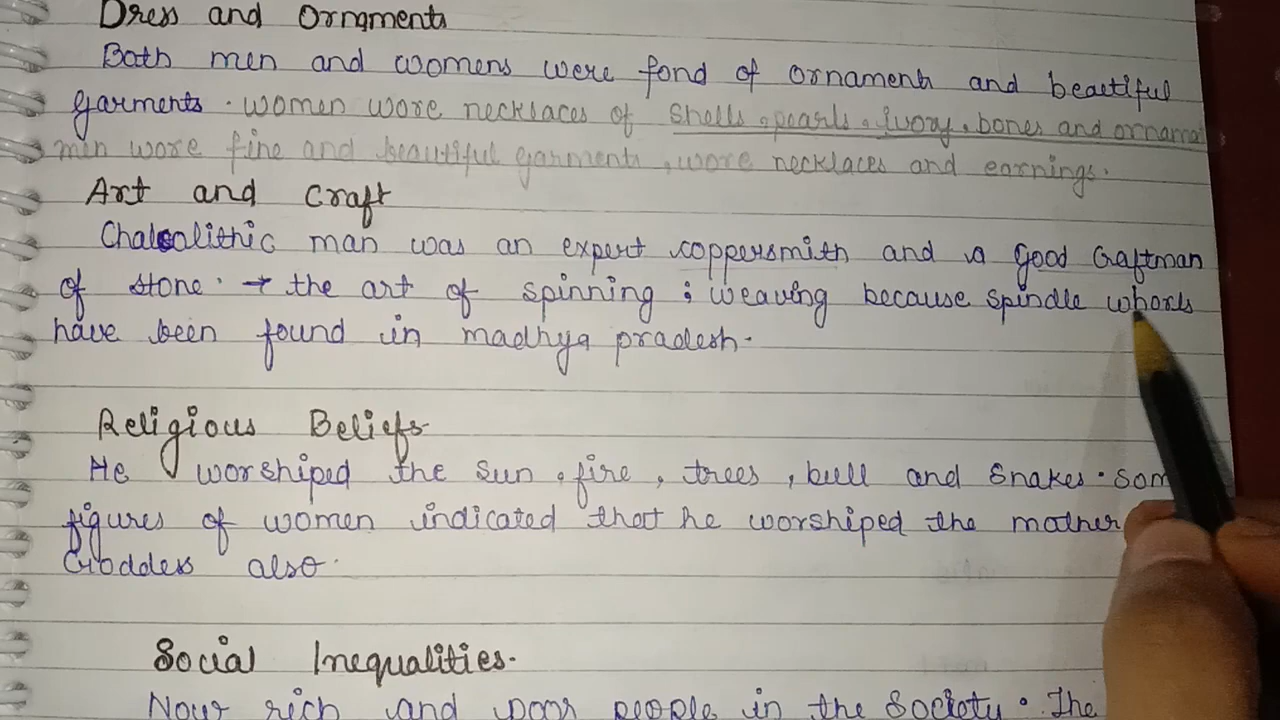 Dress and Ornaments
Both men and womens were fond of ornaments and beautiful
garments. women wore necklaces of shells, pearls, ivory, bones and
men wore fine and beautiful garments, wore necklaces and earnings.
Art and Craft
Chalcolithic man was an expert coppersmith and a good Craftman
of stone. → the art of spinning & weaving because spindle whorls
have been found in madhya pradesh.
Religious Beliefs
He worshiped the Sun, fire, trees, bull and Snakes.
figures of women indicated that he worshiped the mother
Goddess also.
Social Inequalities.
Now rich and poor people in the Society. The